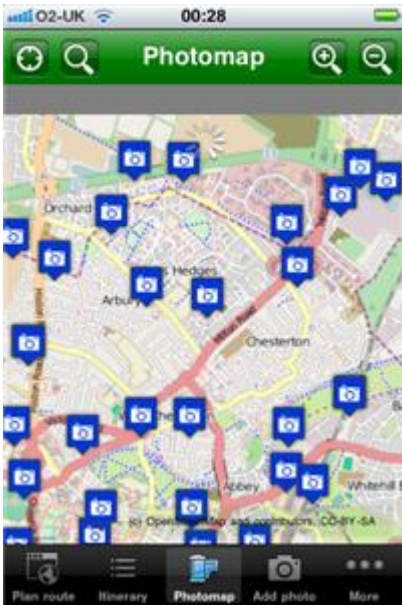 O2-UK 00:28
Photomap
Orchard
s Hedges
Arbury
Milton Road
Chesterton
Abbey
Whitehill
(c) OpenStreetMap and contributors, CC-BY-SA
Plan route Itinerary Photomap Add photo More